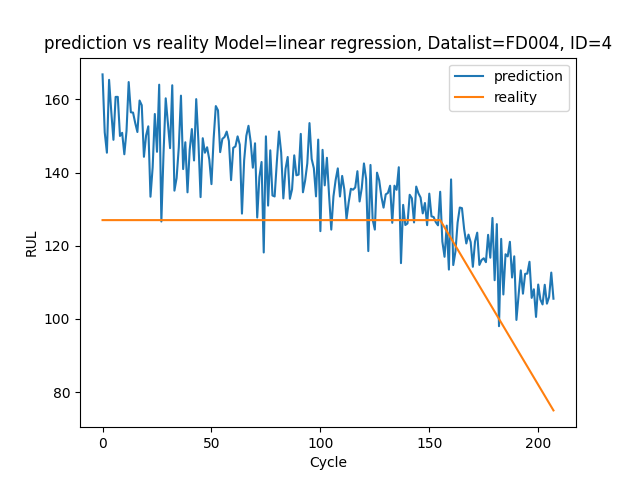 prediction vs reality Model=linear regression, Datalist=FD004, ID=4
prediction
reality
RUL
160
140
120
100
80
0
50
100
150
200
Cycle